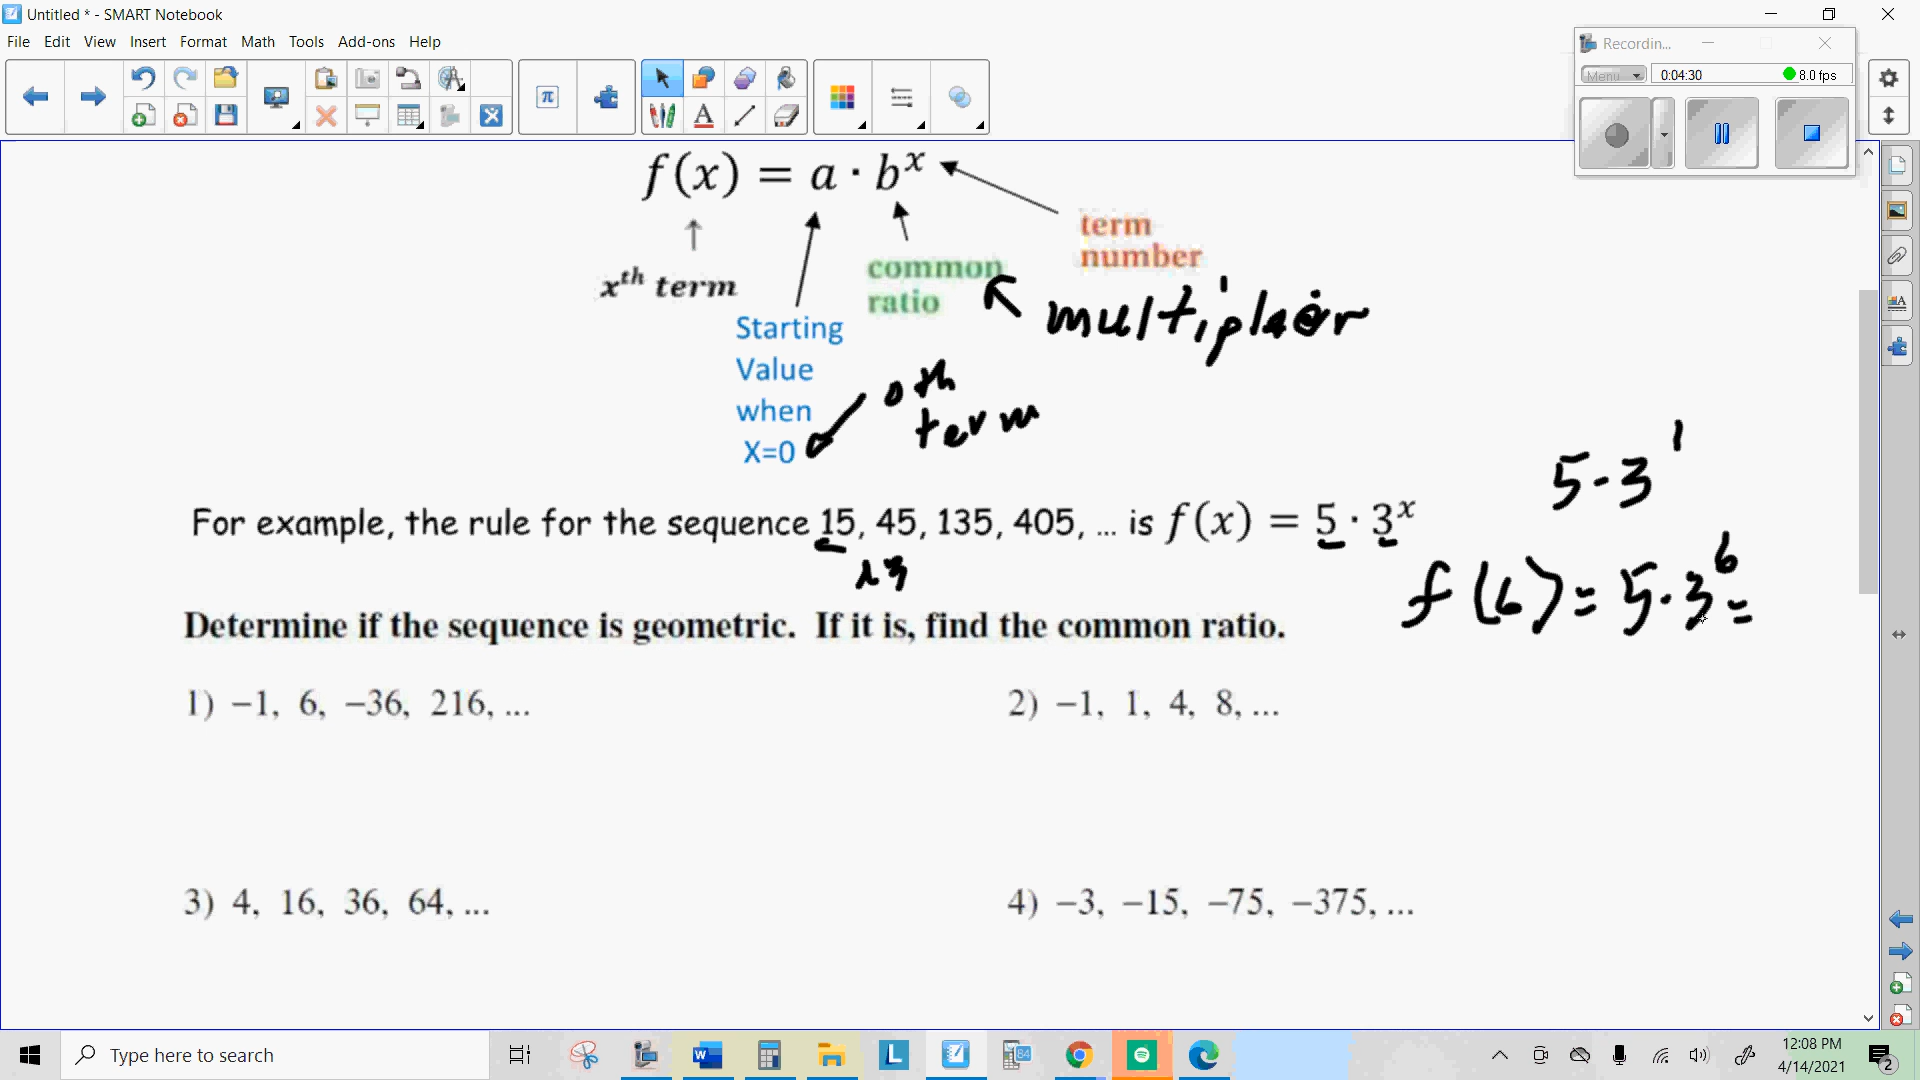 Untitled * - SMART Notebook
File Edit View Insert Format Math Tools Add-ons Help
Recordin...
Menu 0:04:30 8.0 fps
f(x) = a · b^x
term
number
common
ratio
x^th term
multiplier
Starting
Value
when
X=0
0th
term
5·3^1
For example, the rule for the sequence 15, 45, 135, 405, ... is f(x) = 5 · 3^x
x3
f(6) = 5·3^6 =
Determine if the sequence is geometric. If it is, find the common ratio.
1) −1, 6, −36, 216, ...
2) −1, 1, 4, 8, ...
3) 4, 16, 36, 64, ...
4) −3, −15, −75, −375, ...
Type here to search
12:08 PM
4/14/2021
2